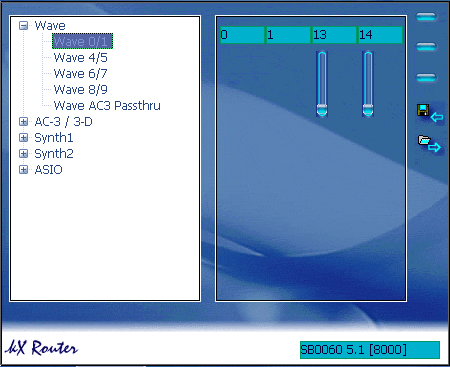 Wave
Wave 0/1
Wave 4/5
Wave 6/7
Wave 8/9
Wave AC3 Passthru
AC-3 / 3-D
Synth1
Synth2
ASIO
0 1 13 14
kX Router
SB0060 5.1 [8000]